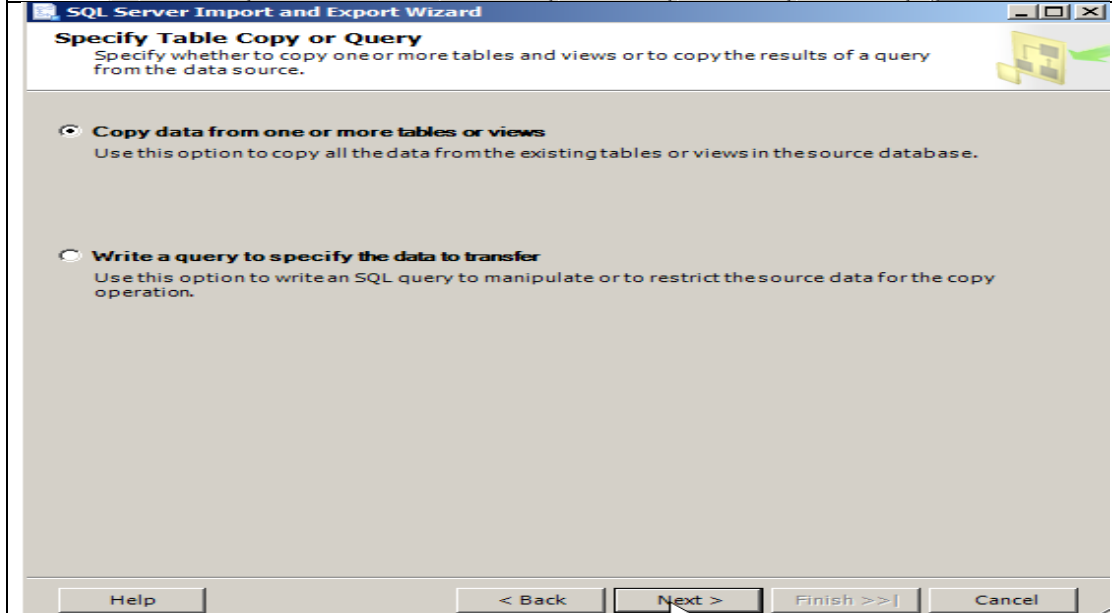 SQL Server Import and Export Wizard
Specify Table Copy or Query
Specify whether to copy one or more tables and views or to copy the results of a query
from the data source.
Copy data from one or more tables or views
Use this option to copy all the data from the existing tables or views in the source database.
Write a query to specify the data to transfer
Use this option to write an SQL query to manipulate or to restrict the source data for the copy
operation.
Help < Back Next > Finish >>| Cancel